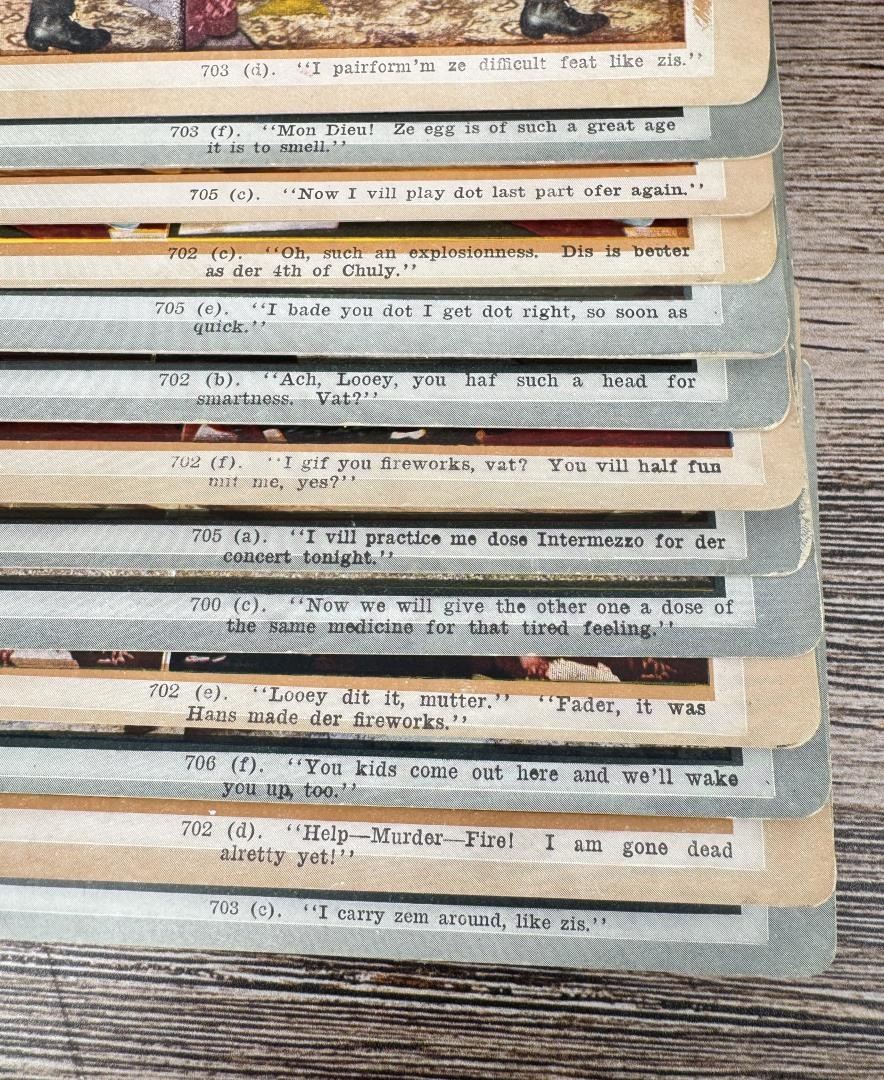 703 (d). ‘‘I pairform'm ze difficult feat like zis.’’
703 (f). ‘‘Mon Dieu! Ze egg is of such a great age
it is to smell.’’
705 (c). ‘‘Now I vill play dot last part ofer again.’’
702 (c). ‘‘Oh, such an explosionness. Dis is better
as der 4th of Chuly.’’
705 (e). ‘‘I bade you dot I get dot right, so soon as
quick.’’
702 (b). ‘‘Ach, Looey, you haf such a head for
smartness. Vat?’’
702 (f). ‘‘I gif you fireworks, vat? You vill half fun
mit me, yes?’’
705 (a). ‘‘I vill practice me dose Intermezzo for der
concert tonight.’’
700 (c). ‘‘Now we will give the other one a dose of
the same medicine for that tired feeling.’’
702 (e). ‘‘Looey dit it, mutter.’’ ‘‘Fader, it was
Hans made der fireworks.’’
706 (f). ‘‘You kids come out here and we'll wake
you up, too.’’
702 (d). ‘‘Help—Murder—Fire! I am gone dead
alretty yet!’’
703 (c). ‘‘I carry zem around, like zis.’’